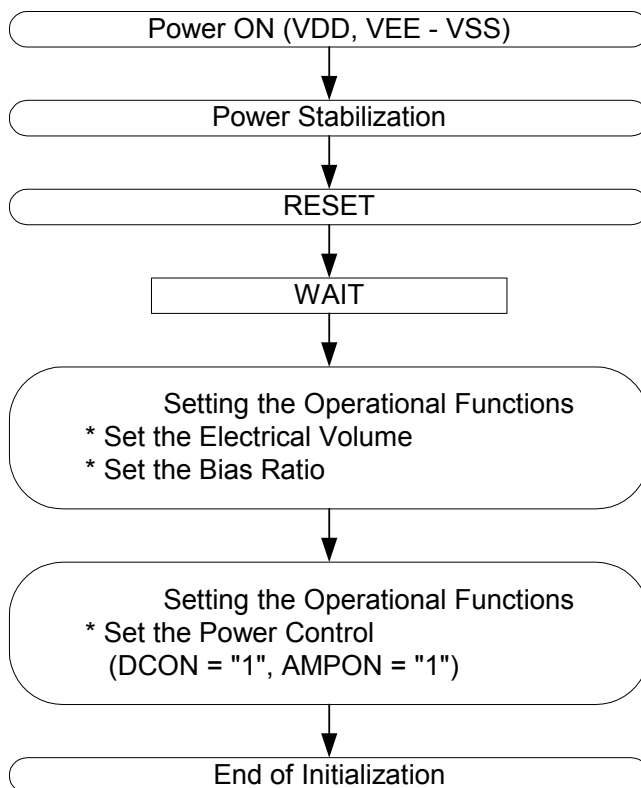 Power ON (VDD, VEE - VSS)
Power Stabilization
RESET
WAIT
Setting the Operational Functions
* Set the Electrical Volume
* Set the Bias Ratio
Setting the Operational Functions
* Set the Power Control
(DCON = "1", AMPON = "1")
End of Initialization